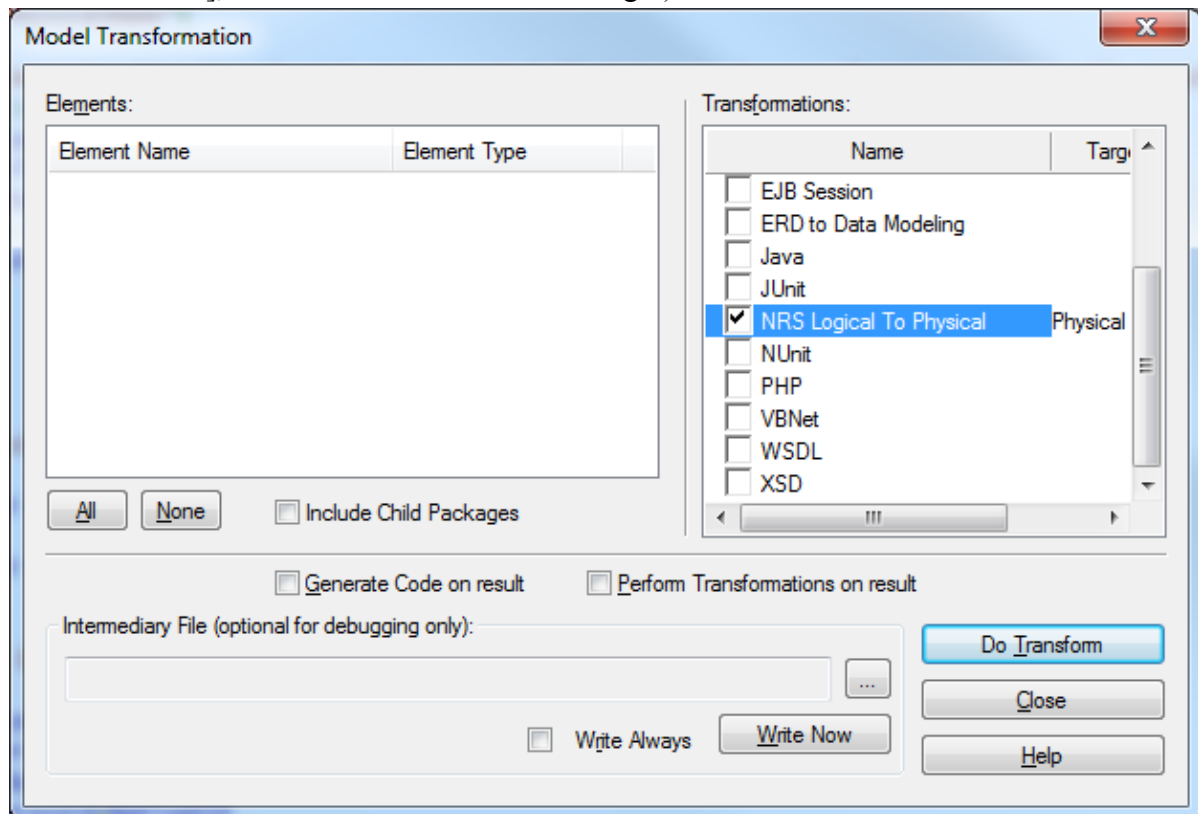 Model Transformation
Elements:
Transformations:
Element Name Element Type
Name Targ
EJB Session
ERD to Data Modeling
Java
JUnit
NRS Logical To Physical Physical
NUnit
PHP
VBNet
WSDL
XSD
All None Include Child Packages
Generate Code on result Perform Transformations on result
Intermediary File (optional for debugging only):
Do Transform
...
Close
Write Always Write Now
Help